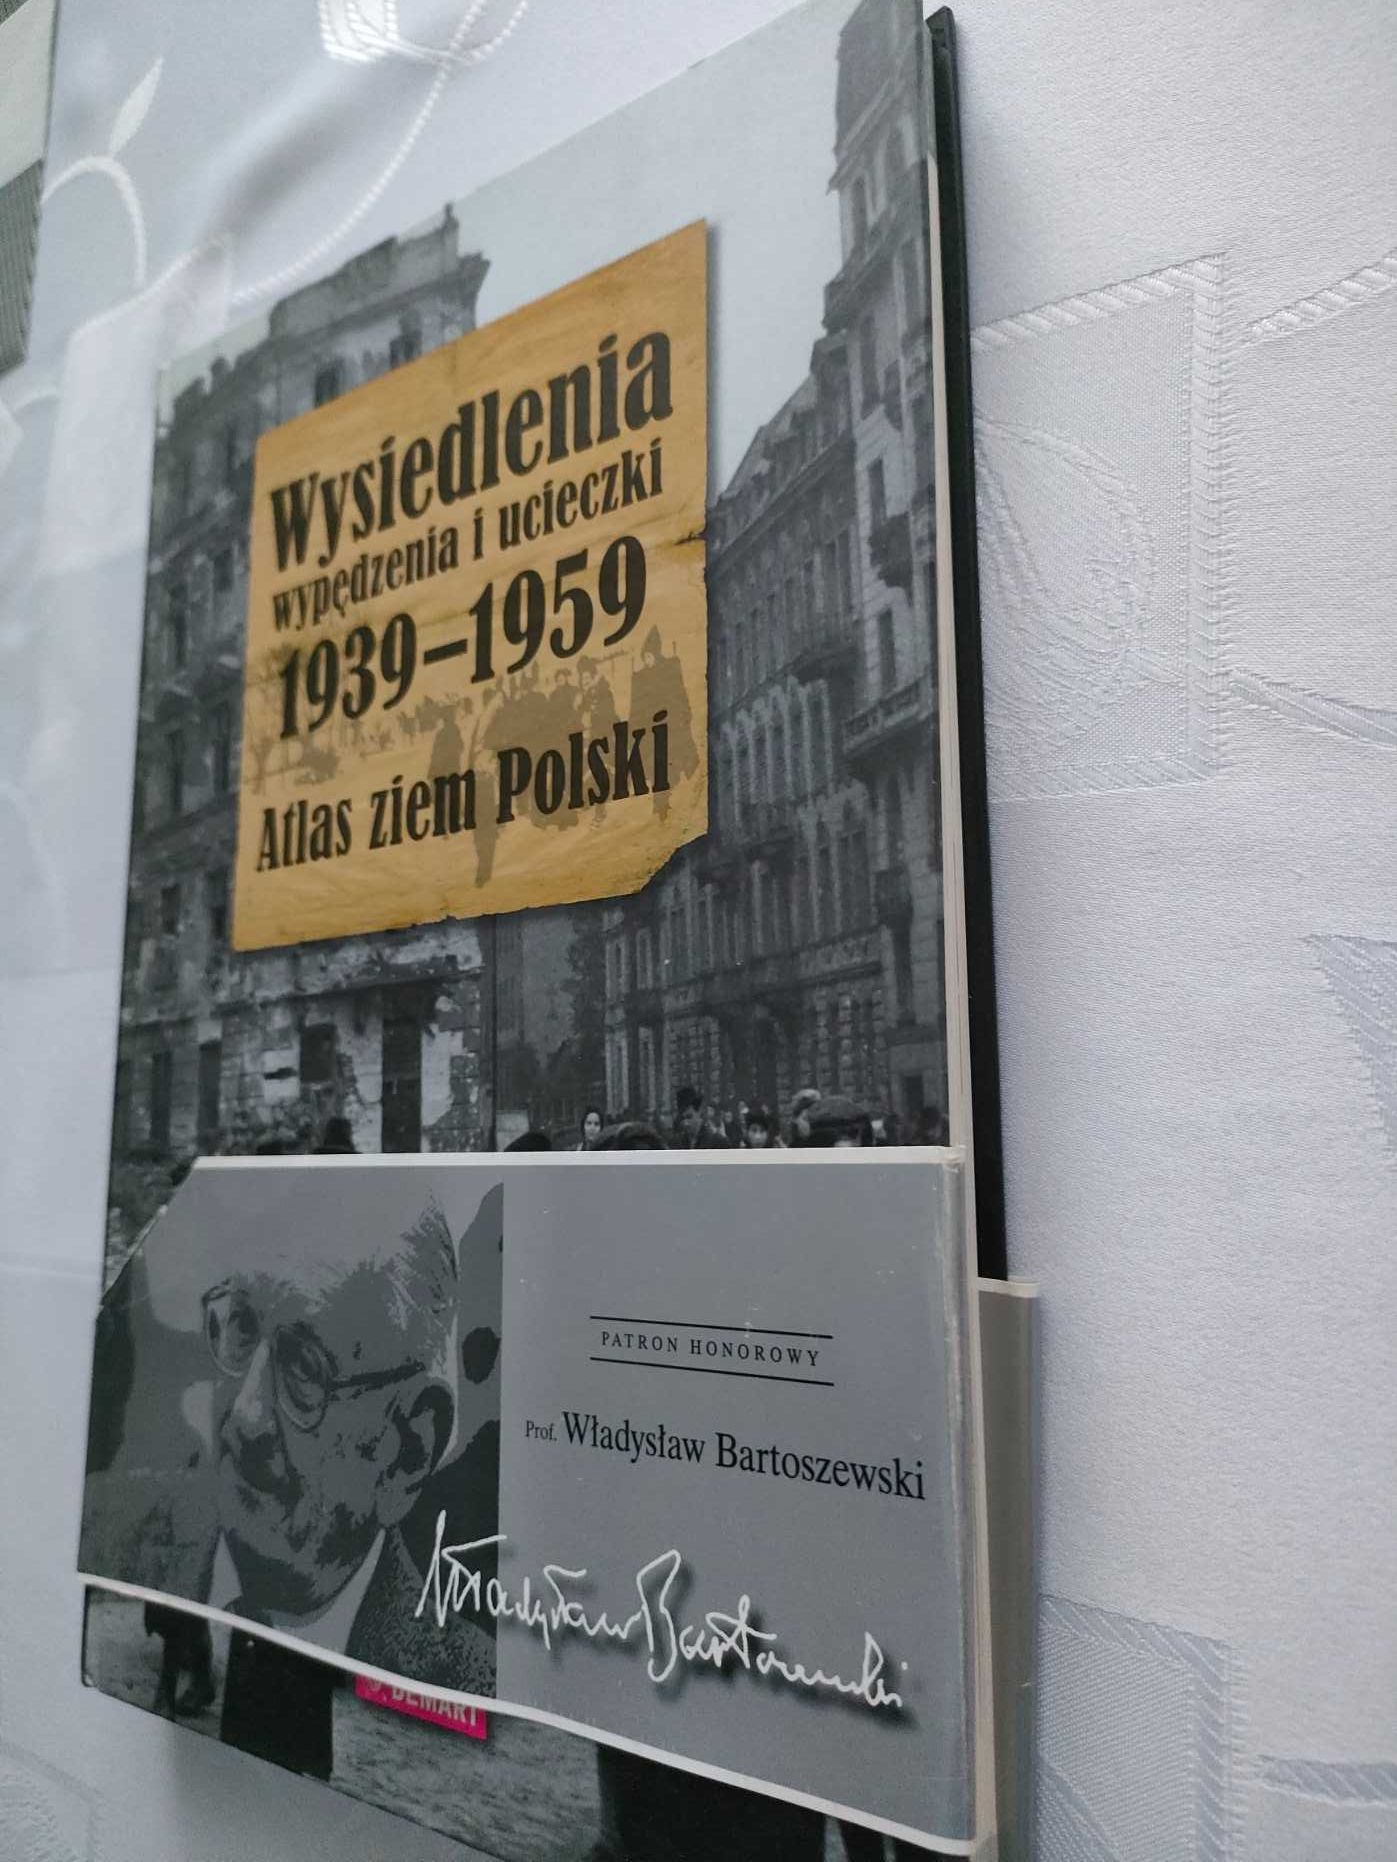 Wysiedlenia
wypędzenia i ucieczki
1939–1959
Atlas ziem Polski
PATRON HONOROWY
Prof. Władysław Bartoszewski
Władysław Bartoszewski
DEMART